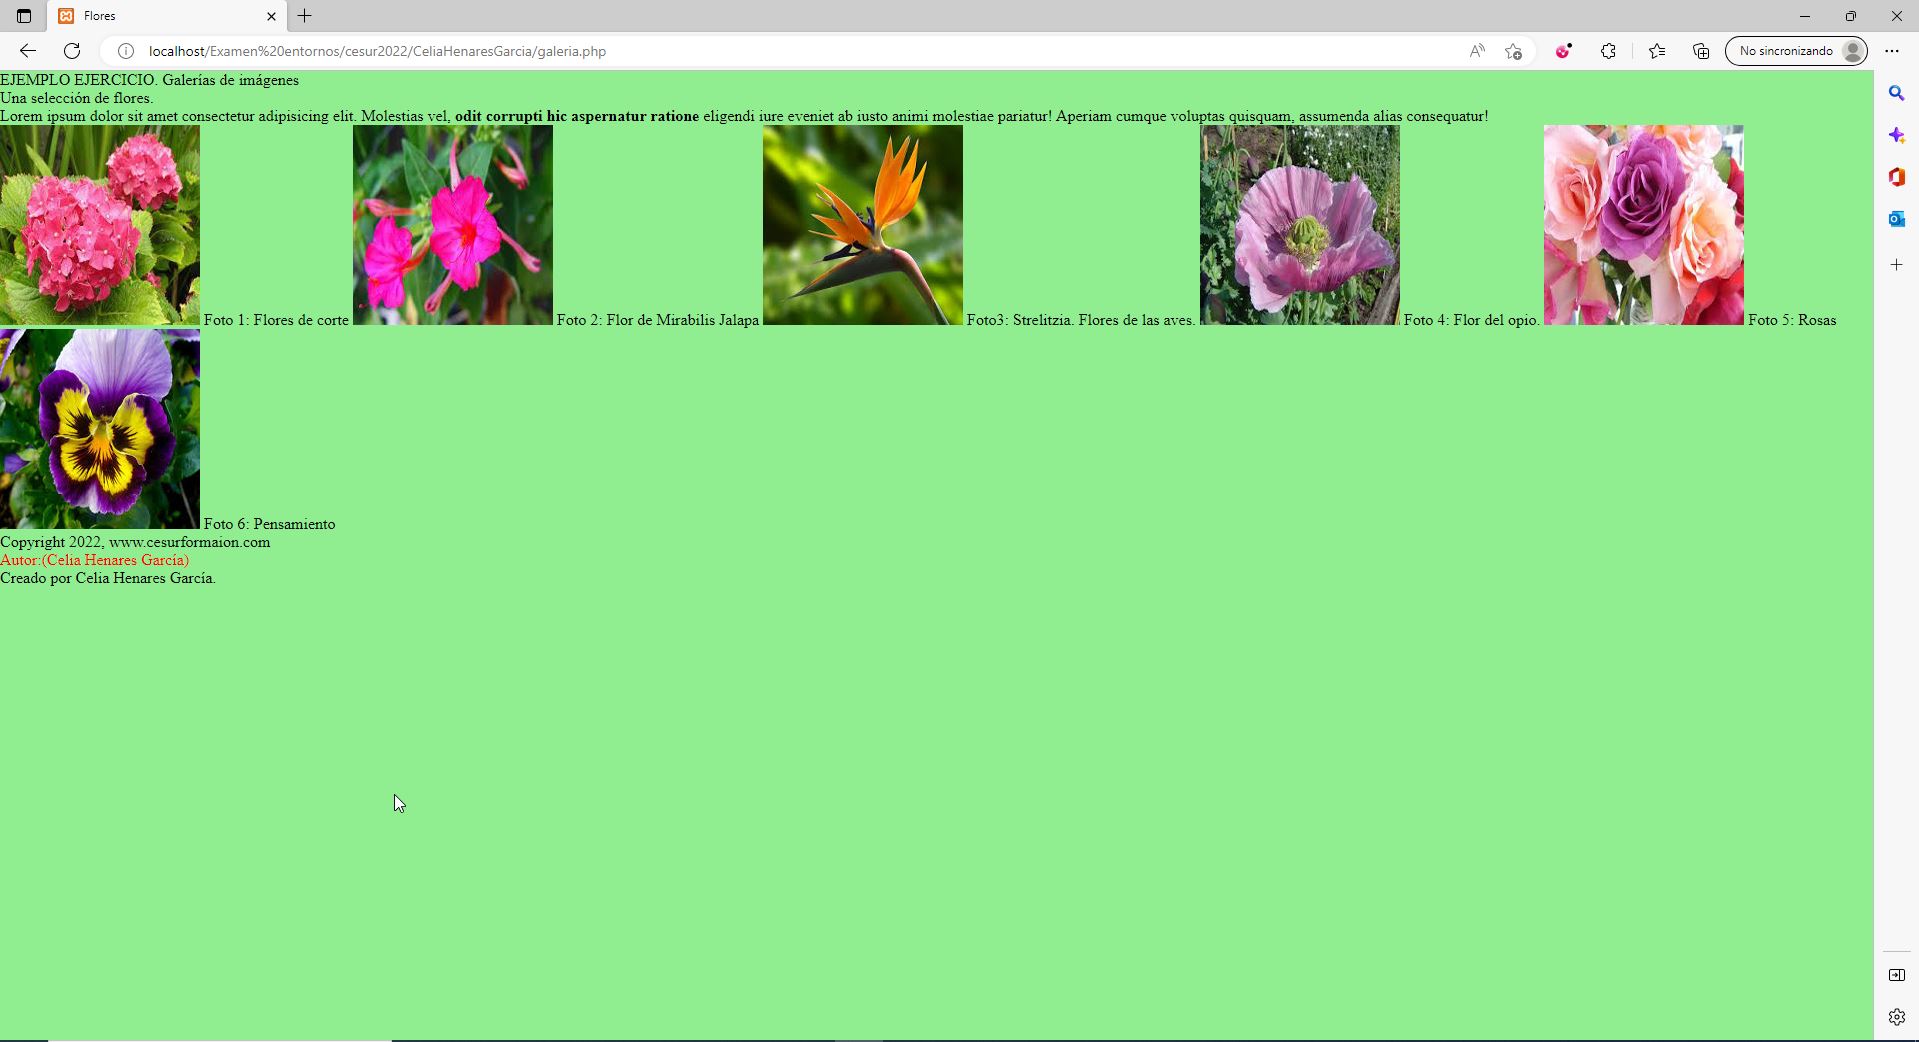 Flores
localhost/Examen%20entornos/cesur2022/CeliaHenaresGarcia/galeria.php
No sincronizando
EJEMPLO EJERCICIO. Galerías de imágenes
Una selección de flores.
Lorem ipsum dolor sit amet consectetur adipisicing elit. Molestias vel, odit corrupti hic aspernatur ratione eligendi iure eveniet ab iusto animi molestiae pariatur! Aperiam cumque voluptas quisquam, assumenda alias consequatur!
Foto 1: Flores de corte Foto 2: Flor de Mirabilis Jalapa Foto3: Strelitzia. Flores de las aves. Foto 4: Flor del opio. Foto 5: Rosas
Foto 6: Pensamiento
Copyright 2022, www.cesurformaion.com
Autor:(Celia Henares García)
Creado por Celia Henares García.